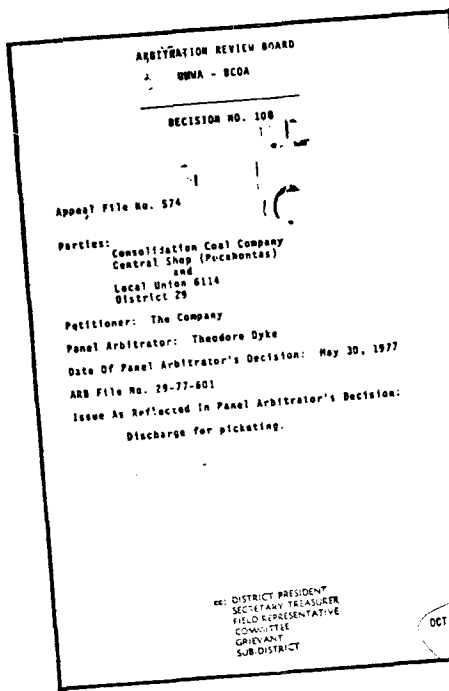 ARBITRATION REVIEW BOARD
UMWA - BCOA
DECISION NO. 108
Appeal File No. 574
Parties:
Consolidation Coal Company
Central Shop (Pocahontas)
and
Local Union 6114
District 29
Petitioner: The Company
Panel Arbitrator: Theodore Dyke
Date Of Panel Arbitrator's Decision: May 30, 1977
ARB File No. 29-77-601
Issue As Reflected In Panel Arbitrator's Decision:
Discharge for picketing.
cc: DISTRICT PRESIDENT
SECRETARY TREASURER
FIELD REPRESENTATIVE
COMMITTEE
GRIEVANT
SUB-DISTRICT
OCT